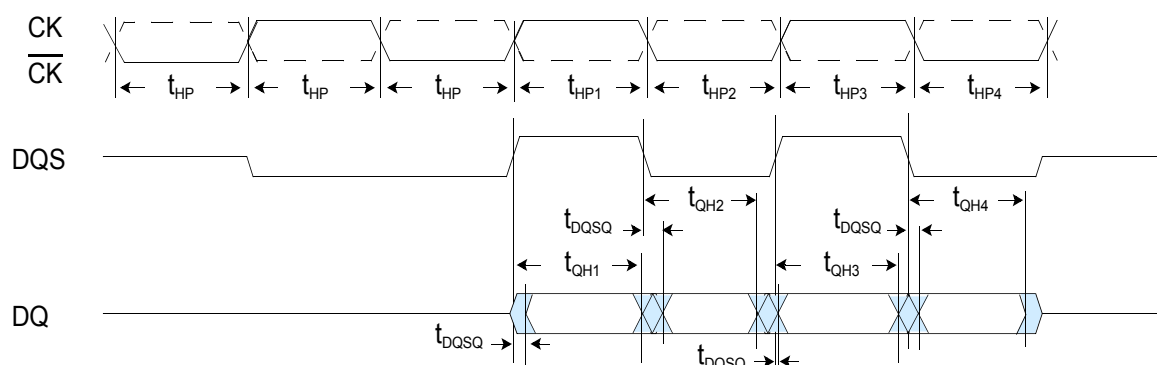 CK
CK
tHP tHP tHP tHP1 tHP2 tHP3 tHP4
DQS
tQH2 tQH4
tDQSQ tDQSQ
tQH1 tQH3
DQ
tDQSQ tDQSQ